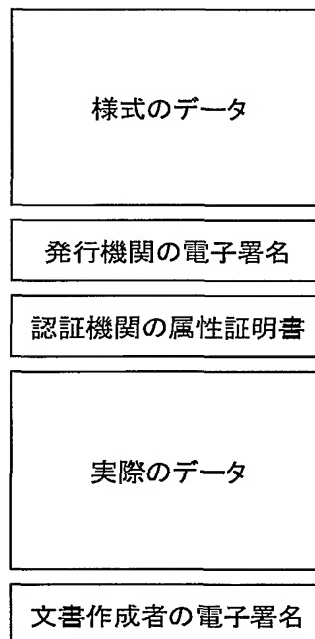 様式のデータ
発行機関の電子署名
認証機関の属性証明書
実際のデータ
文書作成者の電子署名